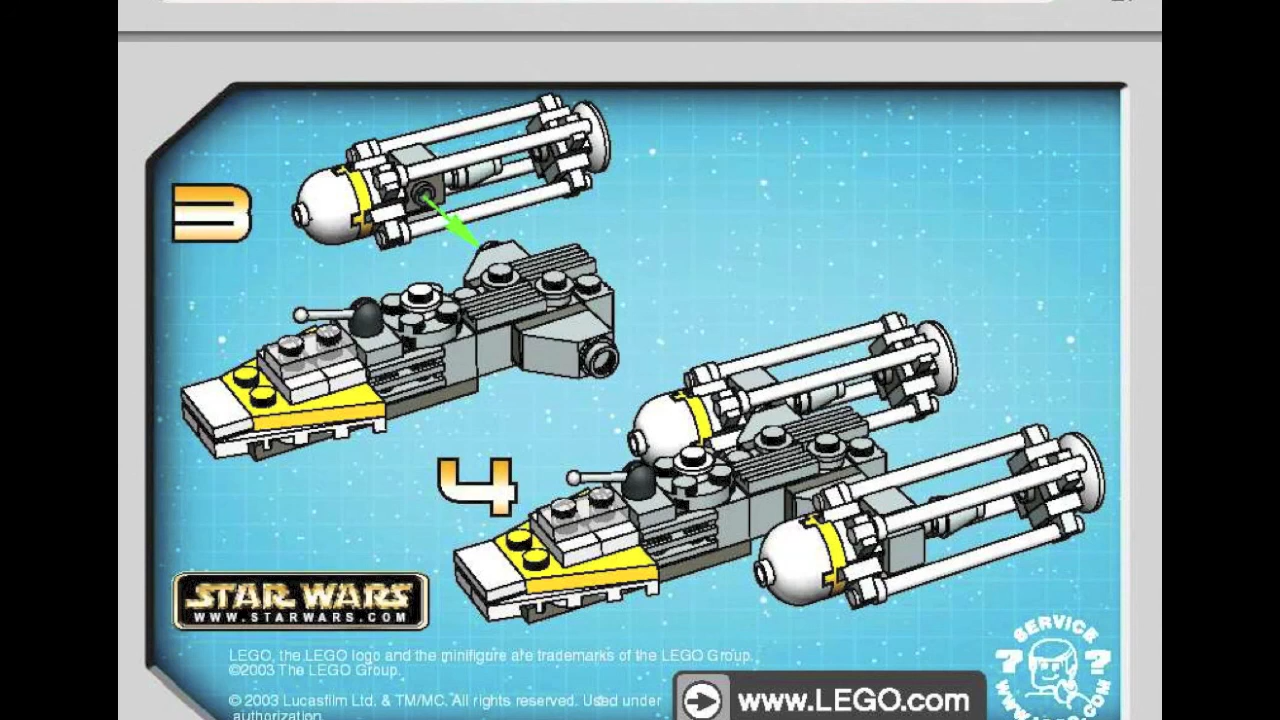 3
4
STAR WARS
WWW.STARWARS.COM
LEGO, the LEGO logo and the minifigure are trademarks of the LEGO Group.
©2003 The LEGO Group.
© 2003 Lucasfilm Ltd. & TM/MC. All rights reserved. Used under
authorization.
www.LEGO.com
SERVICE
? ?